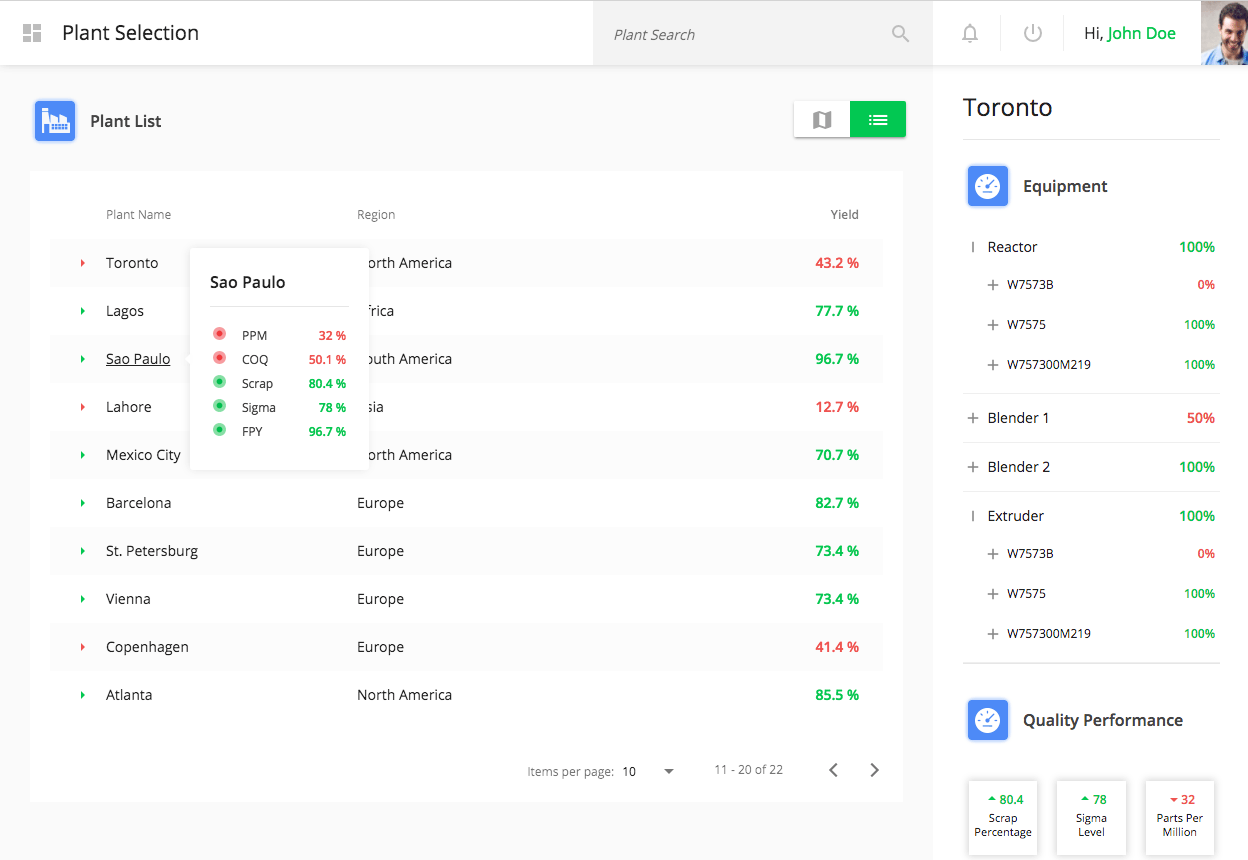 Plant Selection
Plant Search
Hi, John Doe
Plant List
Plant Name Region Yield
Toronto orth America 43.2 %
Lagos frica 77.7 %
Sao Paulo outh America 96.7 %
Lahore sia 12.7 %
Mexico City orth America 70.7 %
Barcelona Europe 82.7 %
St. Petersburg Europe 73.4 %
Vienna Europe 73.4 %
Copenhagen Europe 41.4 %
Atlanta North America 85.5 %
Sao Paulo
PPM 32 %
COQ 50.1 %
Scrap 80.4 %
Sigma 78 %
FPY 96.7 %
Items per page: 10 11 - 20 of 22
Toronto
Equipment
Reactor 100%
W7573B 0%
W7575 100%
W757300M219 100%
Blender 1 50%
Blender 2 100%
Extruder 100%
W7573B 0%
W7575 100%
W757300M219 100%
Quality Performance
80.4
Scrap
Percentage
78
Sigma
Level
32
Parts Per
Million